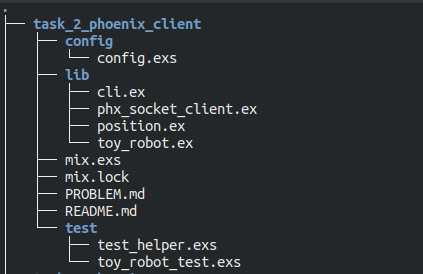 .
task_2_phoenix_client
config
config.exs
lib
cli.ex
phx_socket_client.ex
position.ex
toy_robot.ex
mix.exs
mix.lock
PROBLEM.md
README.md
test
test_helper.exs
toy_robot_test.exs